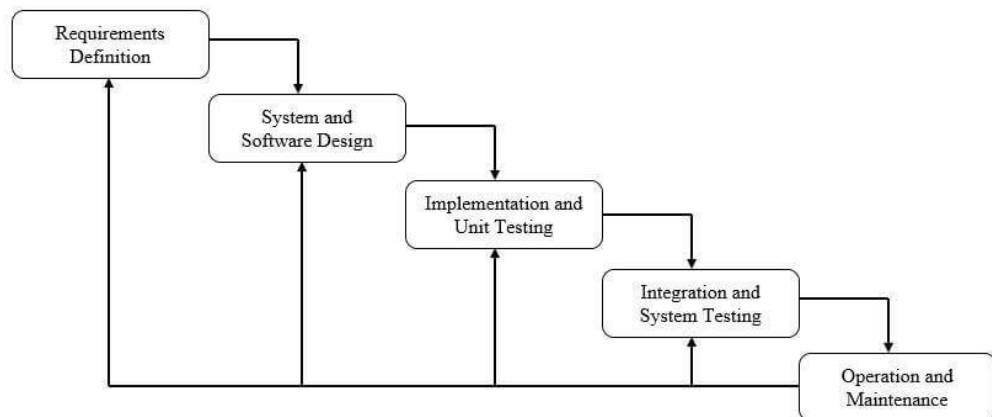 Requirements
Definition
System and
Software Design
Implementation and
Unit Testing
Integration and
System Testing
Operation and
Maintenance